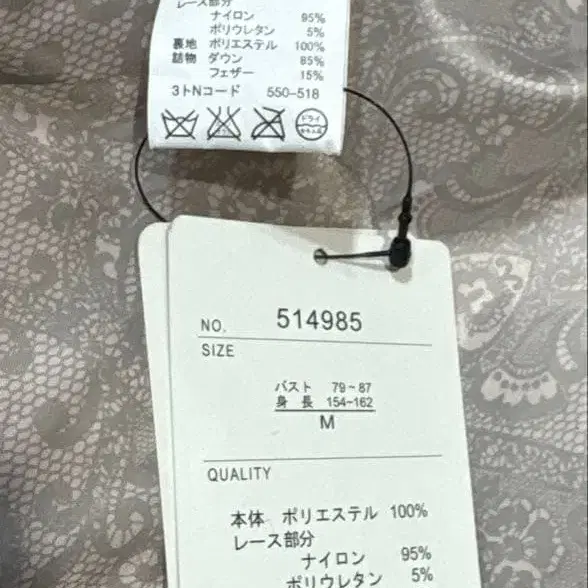 レース部分
ナイロン 95%
ポリウレタン 5%
裏地 ポリエステル 100%
詰物 ダウン 85%
フェザー 15%
3トNコード 550-518
ドライ
NO. 514985
SIZE
バスト 79~87
身長 154~162
M
QUALITY
本体 ポリエステル 100%
レース部分
ナイロン 95%
ポリウレタン 5%